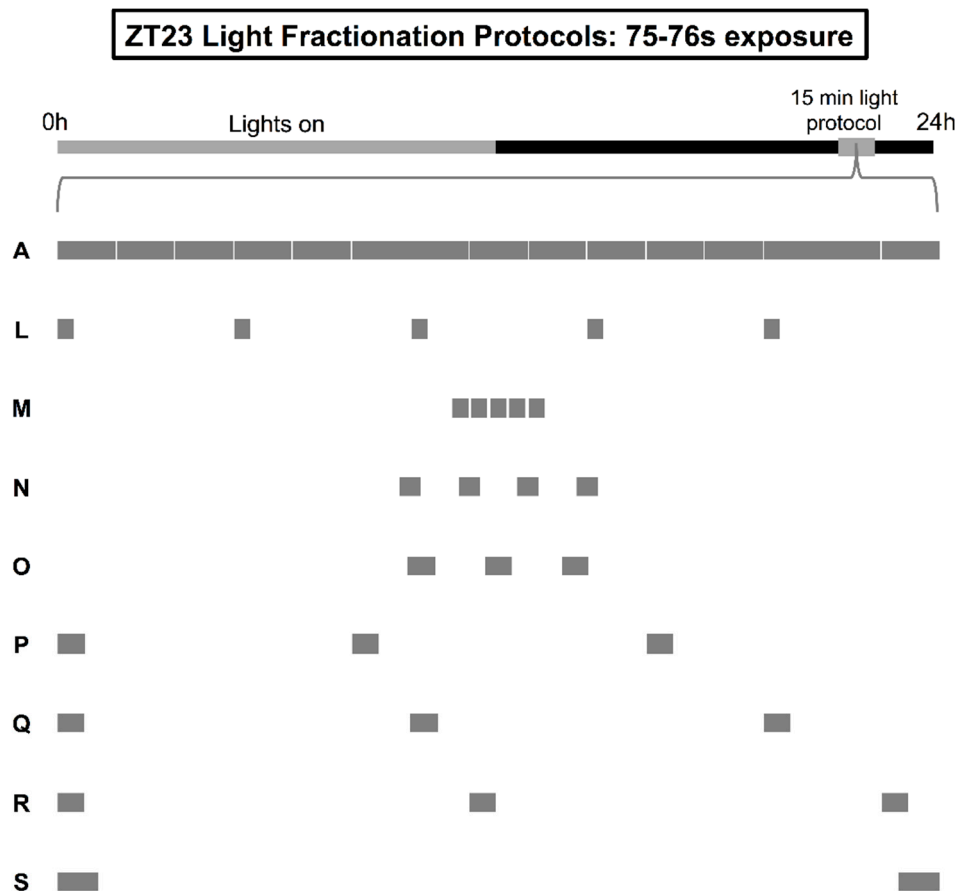 ZT23 Light Fractionation Protocols: 75-76s exposure
15 min light
protocol
0h
Lights on
24h
A
L
M
N
O
P
Q
R
S